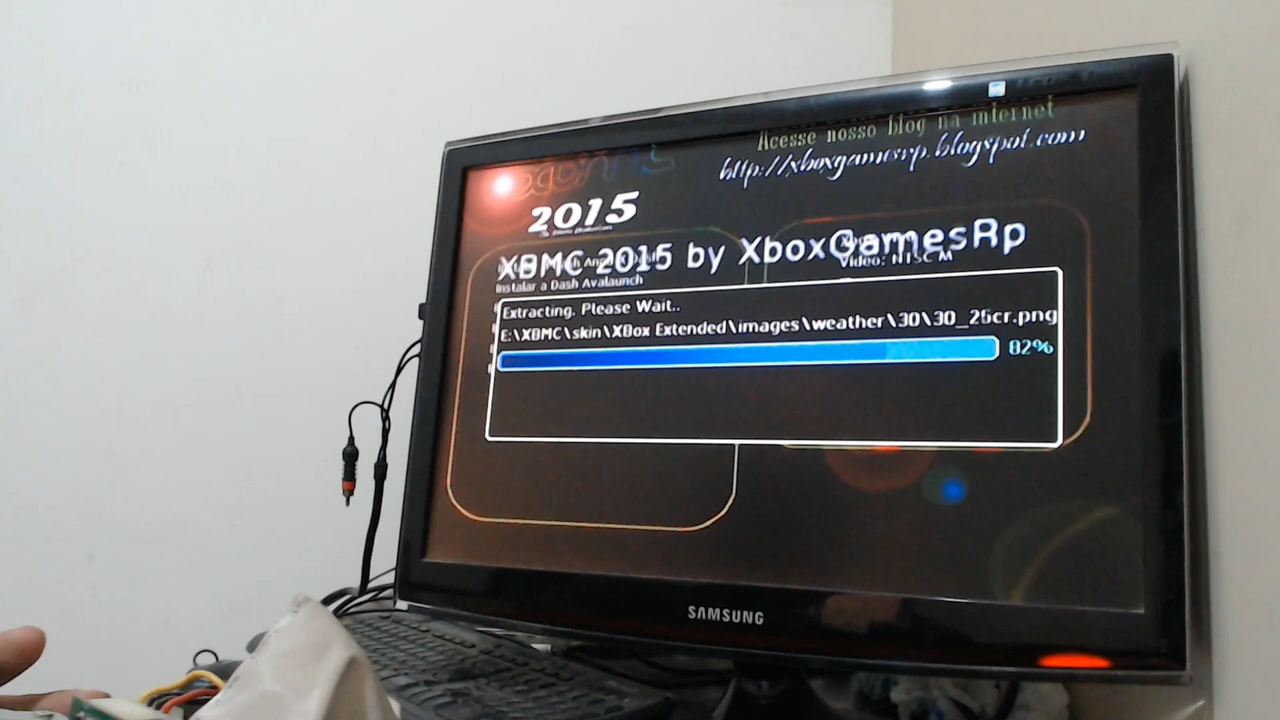 Acesse nosso blog na internet
http://xboxgamesrp.blogspot.com
2015
XBMC 2015 by XboxGamesRp
Video: NTSC M
Instalar a Dash Avalaunch
Extracting. Please Wait..
E:\XBMC\skin\XBox Extended\images\weather\30\30_26cr.png
82%
SAMSUNG